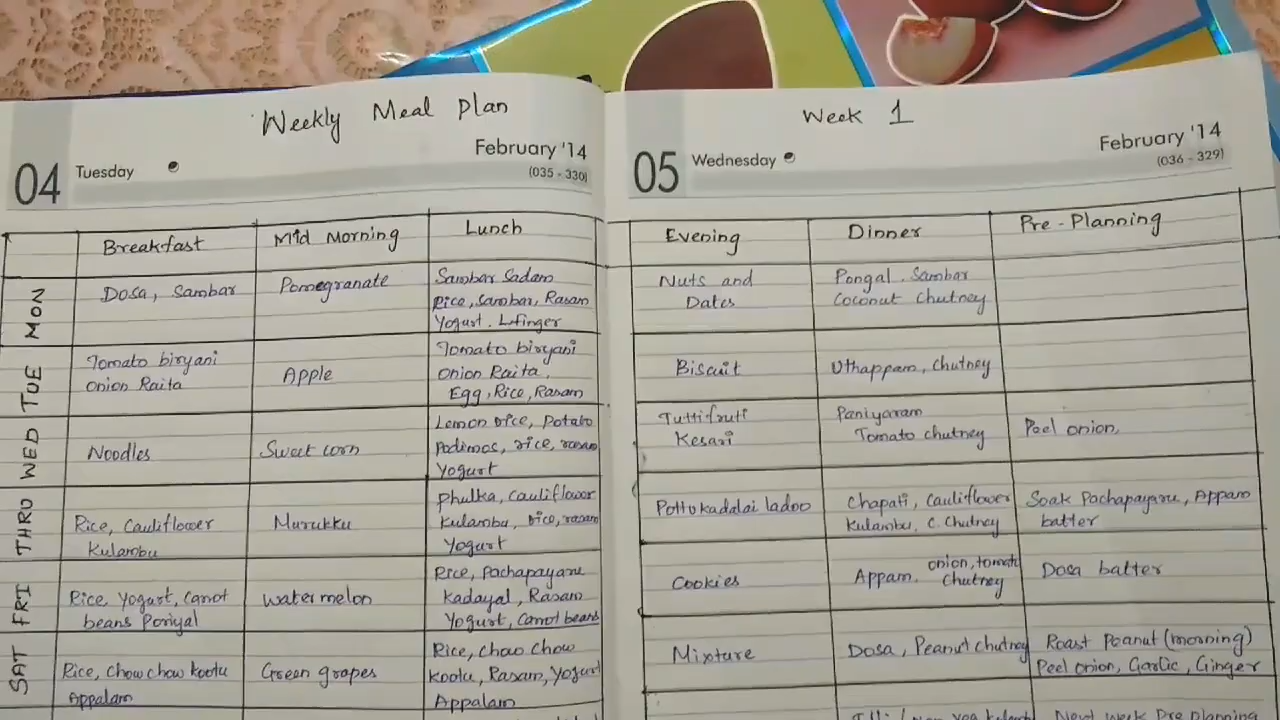 Weekly Meal Plan
Week 1
04 Tuesday
February '14
(035 - 330)
05 Wednesday
February '14
(036 - 329)
Breakfast
Mid Morning
Lunch
Evening
Dinner
Pre-Planning
MON
Dosa, Sambar
Pomegranate
Sambar Sadam
Rice, Sambar, Rasam
Yogurt. L.finger
Nuts and
Dates
Pongal. Sambar
Coconut chutney
TUE
Tomato biryani
Onion Raita
Apple
Tomato biryani
Onion Raita.
Egg, Rice, Rasam
Biscuit
Uthappam, chutney
WED
Noodles
Sweet corn
Lemon rice, Potato
Podimas, rice, rasam
Yogurt
Tuttifruti
Kesari
Paniyaram
Tomato chutney
Peel onion,
THRO
Rice, Cauliflower
Kulambu
Murukku
Phulka, Cauliflower
kulambu, rice, rasam
Yogurt
Pottukaddalai ladoo
Chapati, Cauliflower
Kulambu, C. Chutney
Soak Pachapayaru, Appam
batter
FRI
Rice, Yogurt, Carrot
beans Poriyal
Watermelon
Rice, Pachapayaru
kadayal, Rasam
Yogurt, Carrot beans
Cookies
Appam. onion, tomato
chutney
Dosa batter
SAT
Rice, Chow chow kootu
Appalam
Green grapes
Rice, Chow Chow
kootu, Rasam, Yogurt
Appalam
Mixture
Dosa, Peanut chutney
Roast Peanut (morning)
Peel onion, Garlic, Ginger
Next Week Pre planning